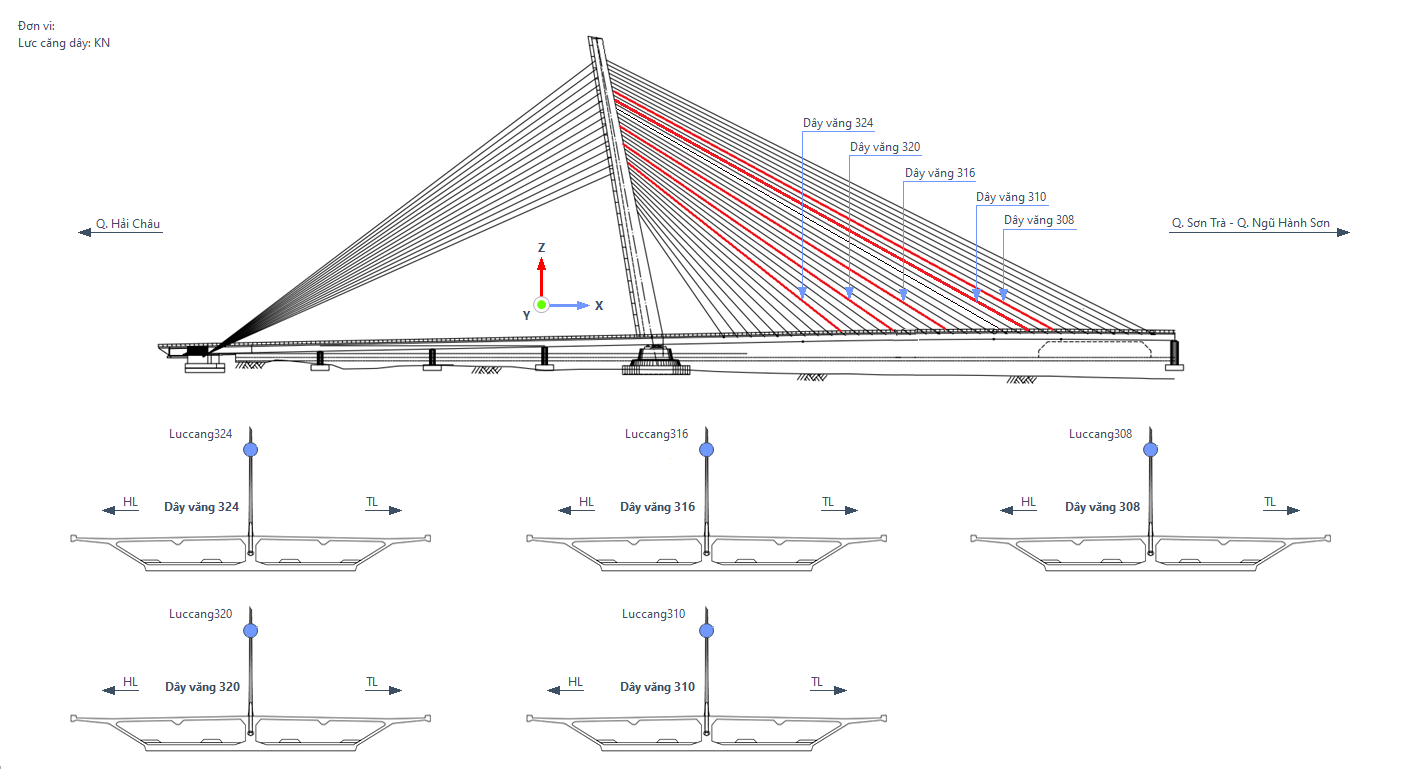 Đơn vi:
Lưc căng dây: KN
Dây văng 324
Dây văng 320
Dây văng 316
Dây văng 310
Dây văng 308
Q. Hải Châu
Q. Sơn Trà - Q. Ngũ Hành Sơn
Z
X
Y
Luccang324
HL
Dây văng 324
TL
Luccang316
HL
Dây văng 316
TL
Luccang308
HL
Dây văng 308
TL
Luccang320
HL
Dây văng 320
TL
Luccang310
HL
Dây văng 310
TL